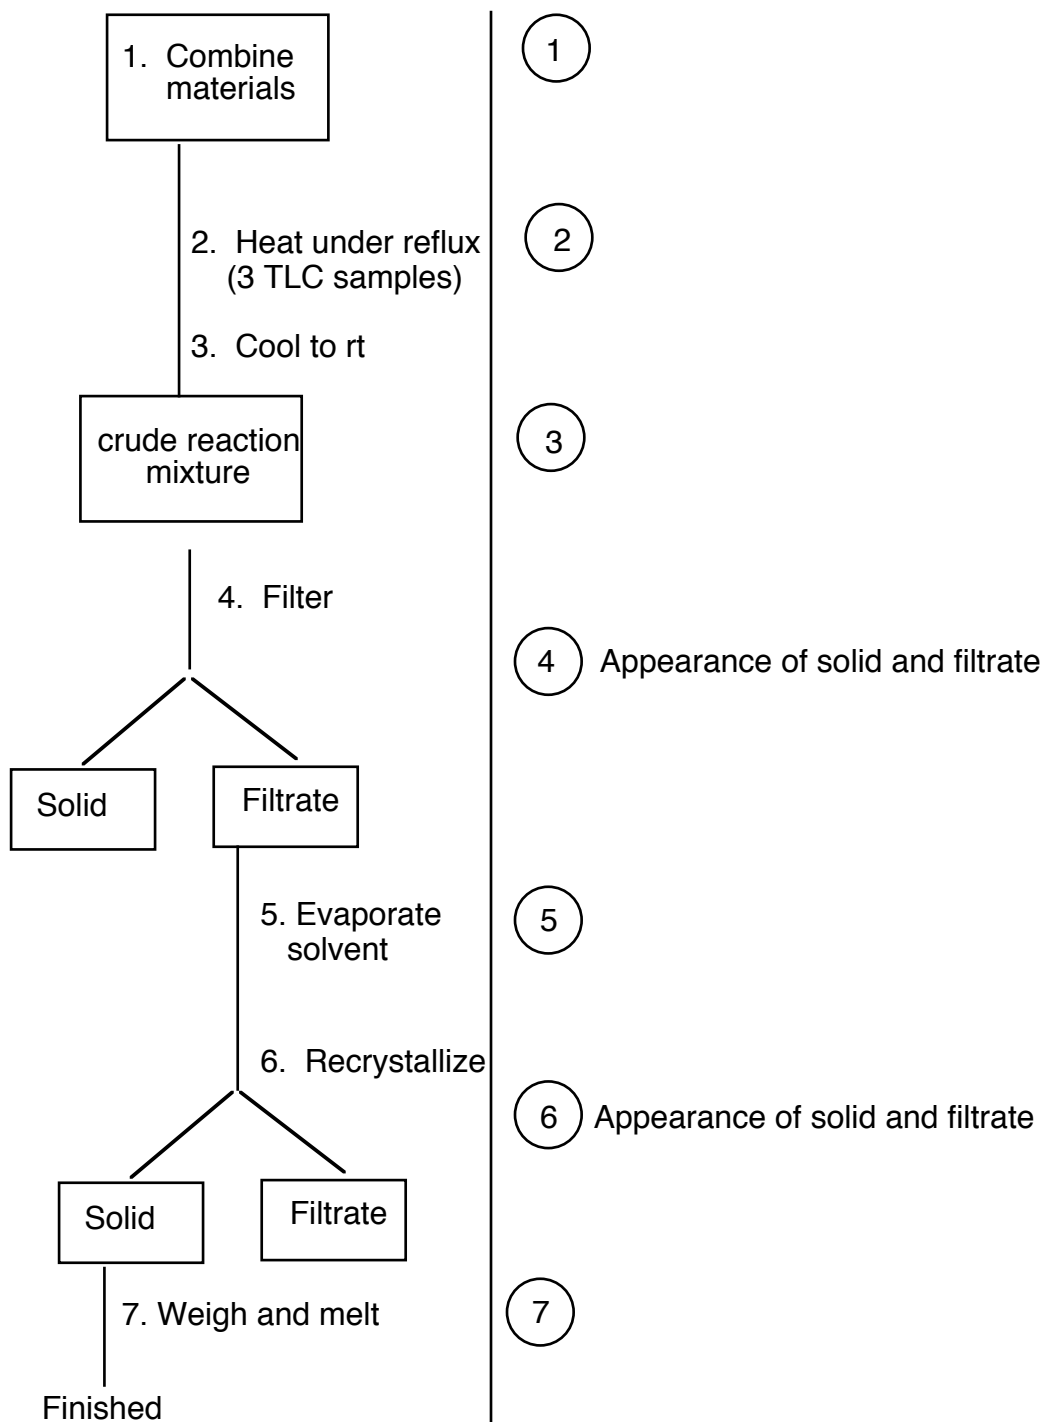 1.  Combine
materials
1
2.  Heat under reflux
(3 TLC samples)
2
3.  Cool to rt
crude reaction
mixture
3
4.  Filter
4
Appearance of solid and filtrate
Solid
Filtrate
5. Evaporate
solvent
5
6.  Recrystallize
6
Appearance of solid and filtrate
Solid
Filtrate
7. Weigh and melt
7
Finished